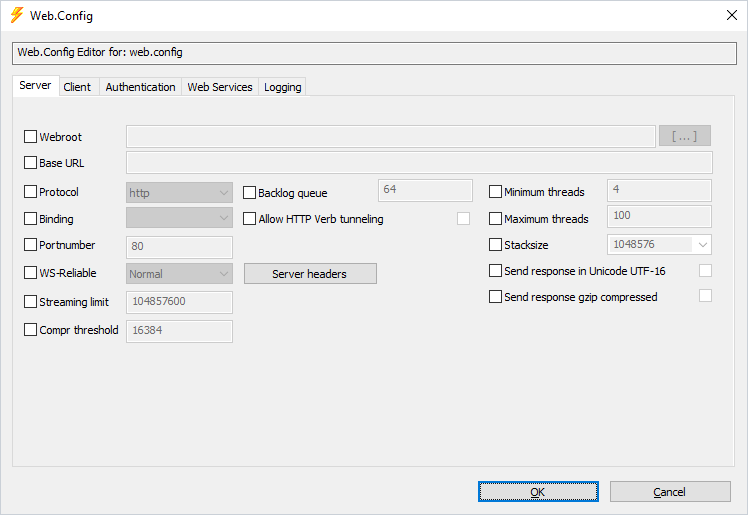 Web.Config
Web.Config Editor for: web.config
Server Client Authentication Web Services Logging
Webroot [ ... ]
Base URL
Protocol http Backlog queue 64 Minimum threads 4
Binding Allow HTTP Verb tunneling Maximum threads 100
Portnumber 80 Stacksize 1048576
WS-Reliable Normal Server headers Send response in Unicode UTF-16
Streaming limit 104857600 Send response gzip compressed
Compr threshold 16384
OK Cancel